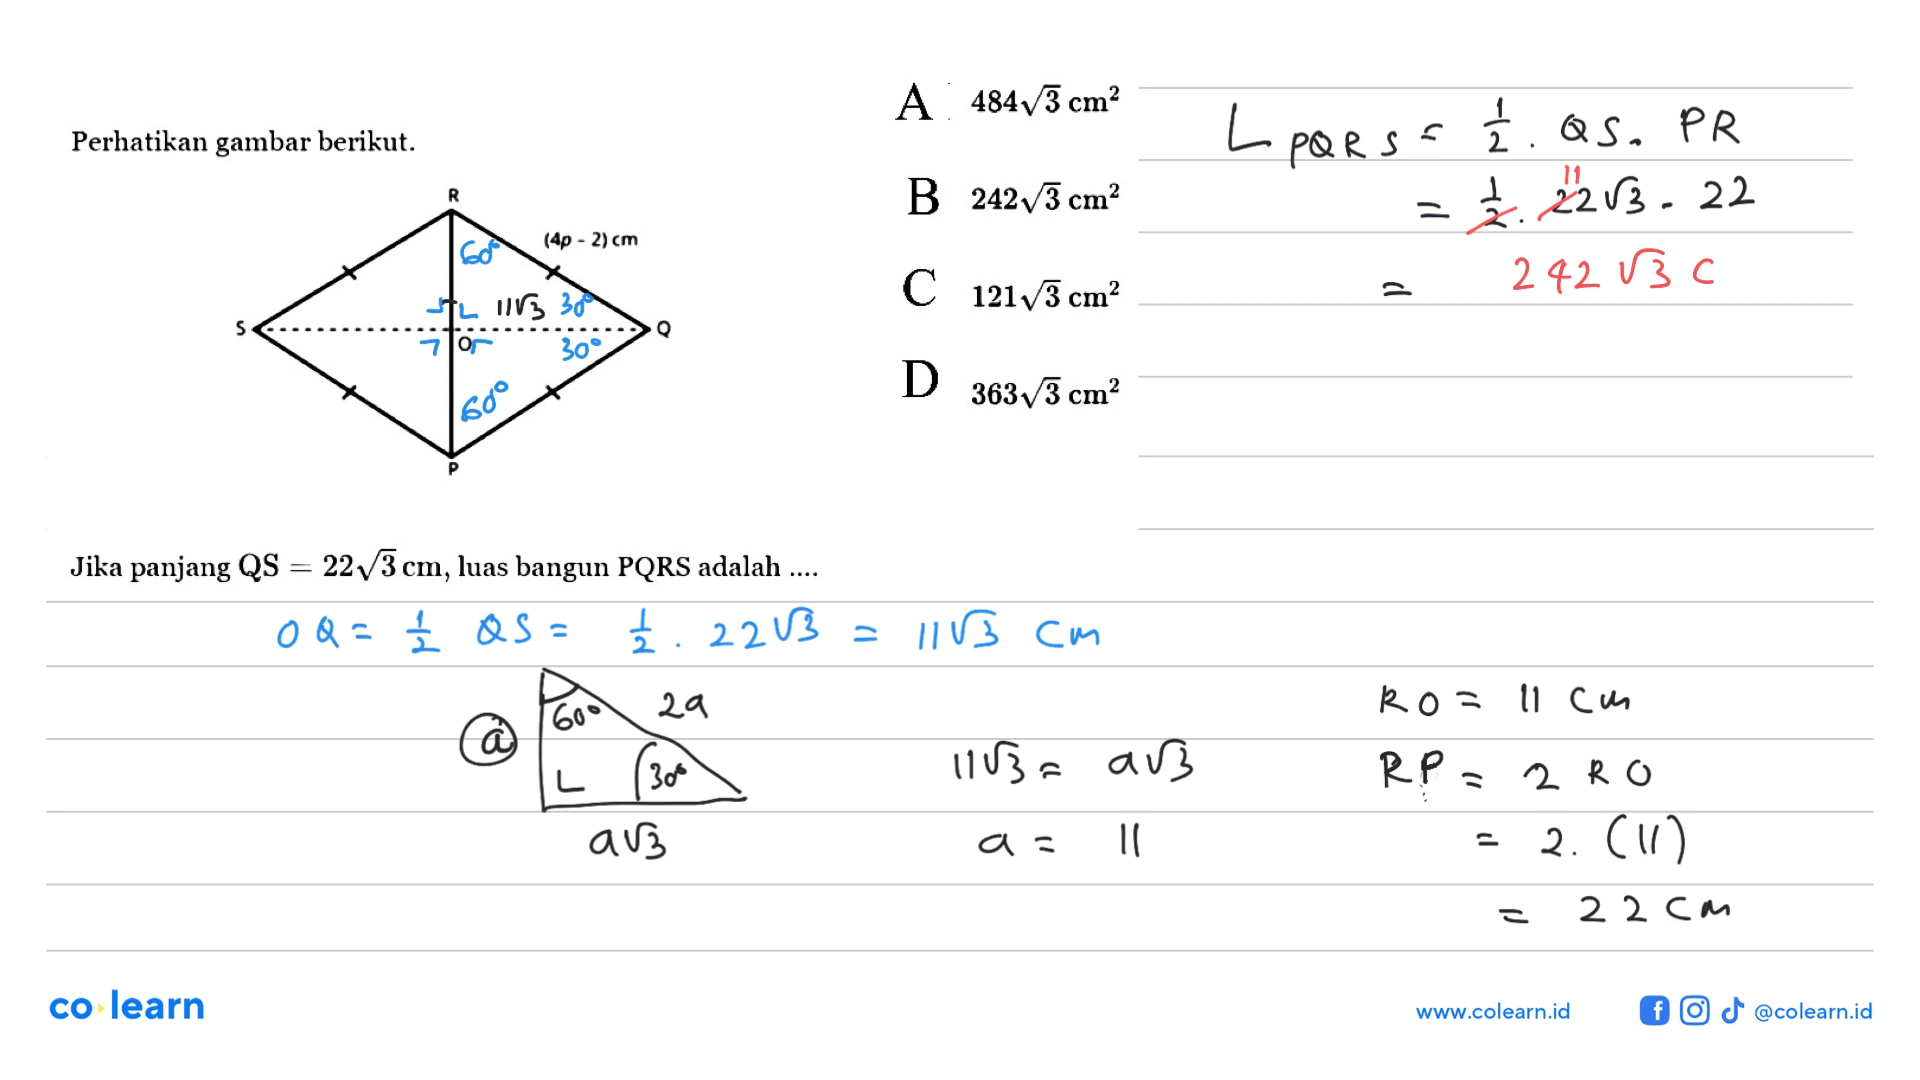 Perhatikan gambar berikut.
R
(4p - 2) cm
60°
11√3 30°
S
Q
O
30°
60°
P
A 484√3 cm²
B 242√3 cm²
C 121√3 cm²
D 363√3 cm²
L PQRS = 1/2 . QS . PR
11
= 1/2 . 22√3 . 22
= 242√3 C
Jika panjang QS = 22√3 cm, luas bangun PQRS adalah ....
OQ = 1/2 QS = 1/2 . 22√3 = 11√3 cm
a
60°
2a
30°
a√3
11√3 = a√3
a = 11
RO = 11 cm
RP = 2 RO
= 2. (11)
= 22 cm
co learn
www.colearn.id
@colearn.id